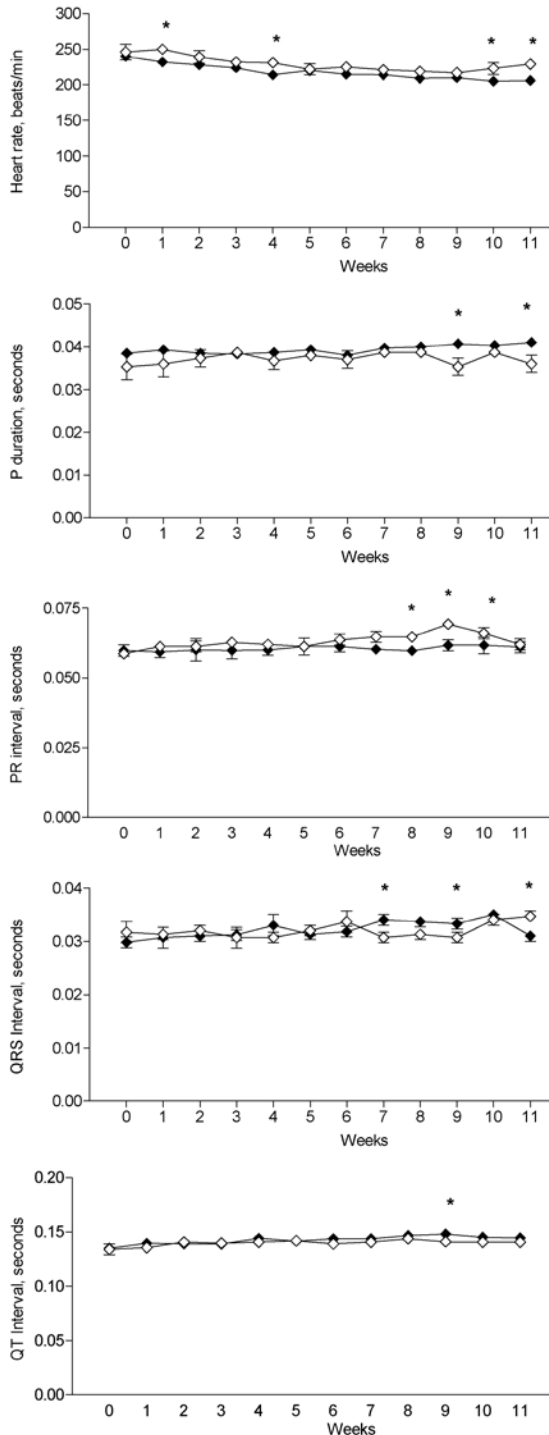 Heart rate, beats/min
300
250
200
150
100
50
0
* * * *
0 1 2 3 4 5 6 7 8 9 10 11
Weeks
P duration, seconds
0.05
0.04
0.03
0.02
0.01
0.00
* *
0 1 2 3 4 5 6 7 8 9 10 11
Weeks
PR interval, seconds
0.075
0.050
0.025
0.000
* * *
0 1 2 3 4 5 6 7 8 9 10 11
Weeks
QRS Interval, seconds
0.04
0.03
0.02
0.01
0.00
* * *
0 1 2 3 4 5 6 7 8 9 10 11
Weeks
QT Interval, seconds
0.20
0.15
0.10
0.05
0.00
*
0 1 2 3 4 5 6 7 8 9 10 11
Weeks